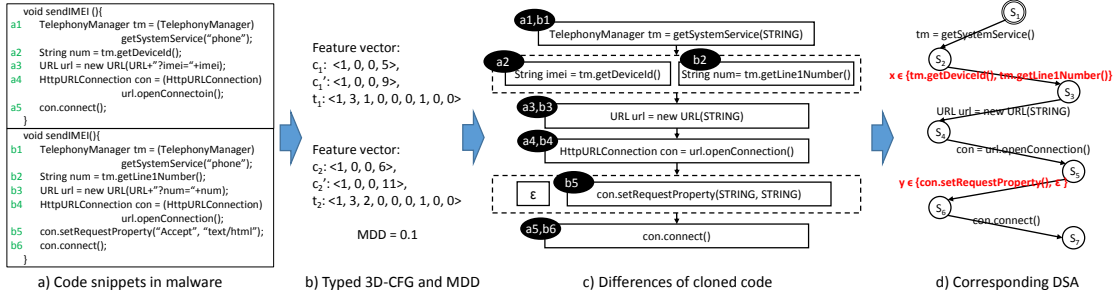 void sendIMEI (){
a1 TelephonyManager tm = (TelephonyManager)
getSystemService("phone");
a2 String num = tm.getDeviceId();
a3 URL url = new URL(URL+"?imei="+imei);
a4 HttpURLConnection con = (HttpURLConnection)
url.openConnectoin();
a5 con.connect();
}
void sendIMEI(){
b1 TelephonyManager tm = (TelephonyManager)
getSystemService("phone");
b2 String num = tm.getLine1Number();
b3 URL url = new URL(URL+"?num="+num);
b4 HttpURLConnection con = (HttpURLConnection)
url.openConnection();
b5 con.setRequestProperty("Accept", "text/html");
b6 con.connect();
}
a) Code snippets in malware
Feature vector:
c1: <1, 0, 0, 5>,
c1': <1, 0, 0, 9>,
t1: <1, 3, 1, 0, 0, 0, 1, 0, 0>
Feature vector:
c2: <1, 0, 0, 6>,
c2': <1, 0, 0, 11>,
t2: <1, 3, 2, 0, 0, 0, 1, 0, 0>
MDD = 0.1
b) Typed 3D-CFG and MDD
a1,b1
TelephonyManager tm = getSystemService(STRING)
a2
String imei = tm.getDeviceId()
b2
String num= tm.getLine1Number()
a3,b3
URL url = new URL(STRING)
a4,b4
HttpURLConnection con = url.openConnection()
ε
b5
con.setRequestProperty(STRING, STRING)
a5,b6
con.connect()
c) Differences of cloned code
S1
tm = getSystemService()
S2
x ϵ {tm.getDeviceId(), tm.getLine1Number()}
S3
URL url = new URL(STRING)
S4
con = url.openConnection()
S5
y ϵ {con.setRequestProperty(), ε }
S6
con.connect()
S7
d) Corresponding DSA